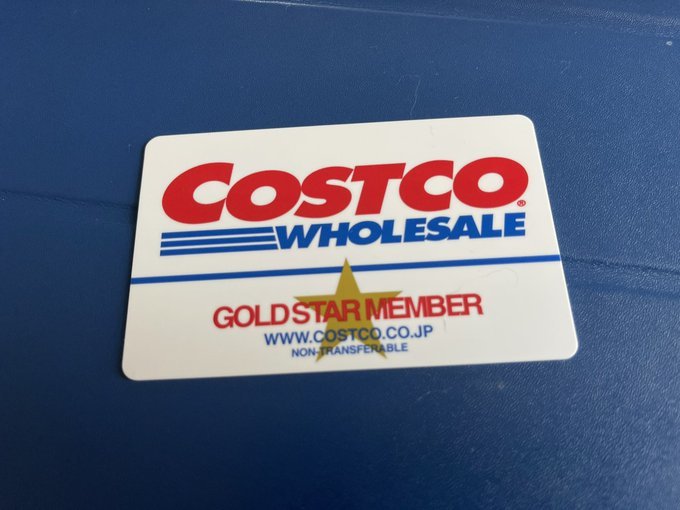 COSTCO®
WHOLESALE
GOLD STAR MEMBER
WWW.COSTCO.CO.JP
NON-TRANSFERABLE